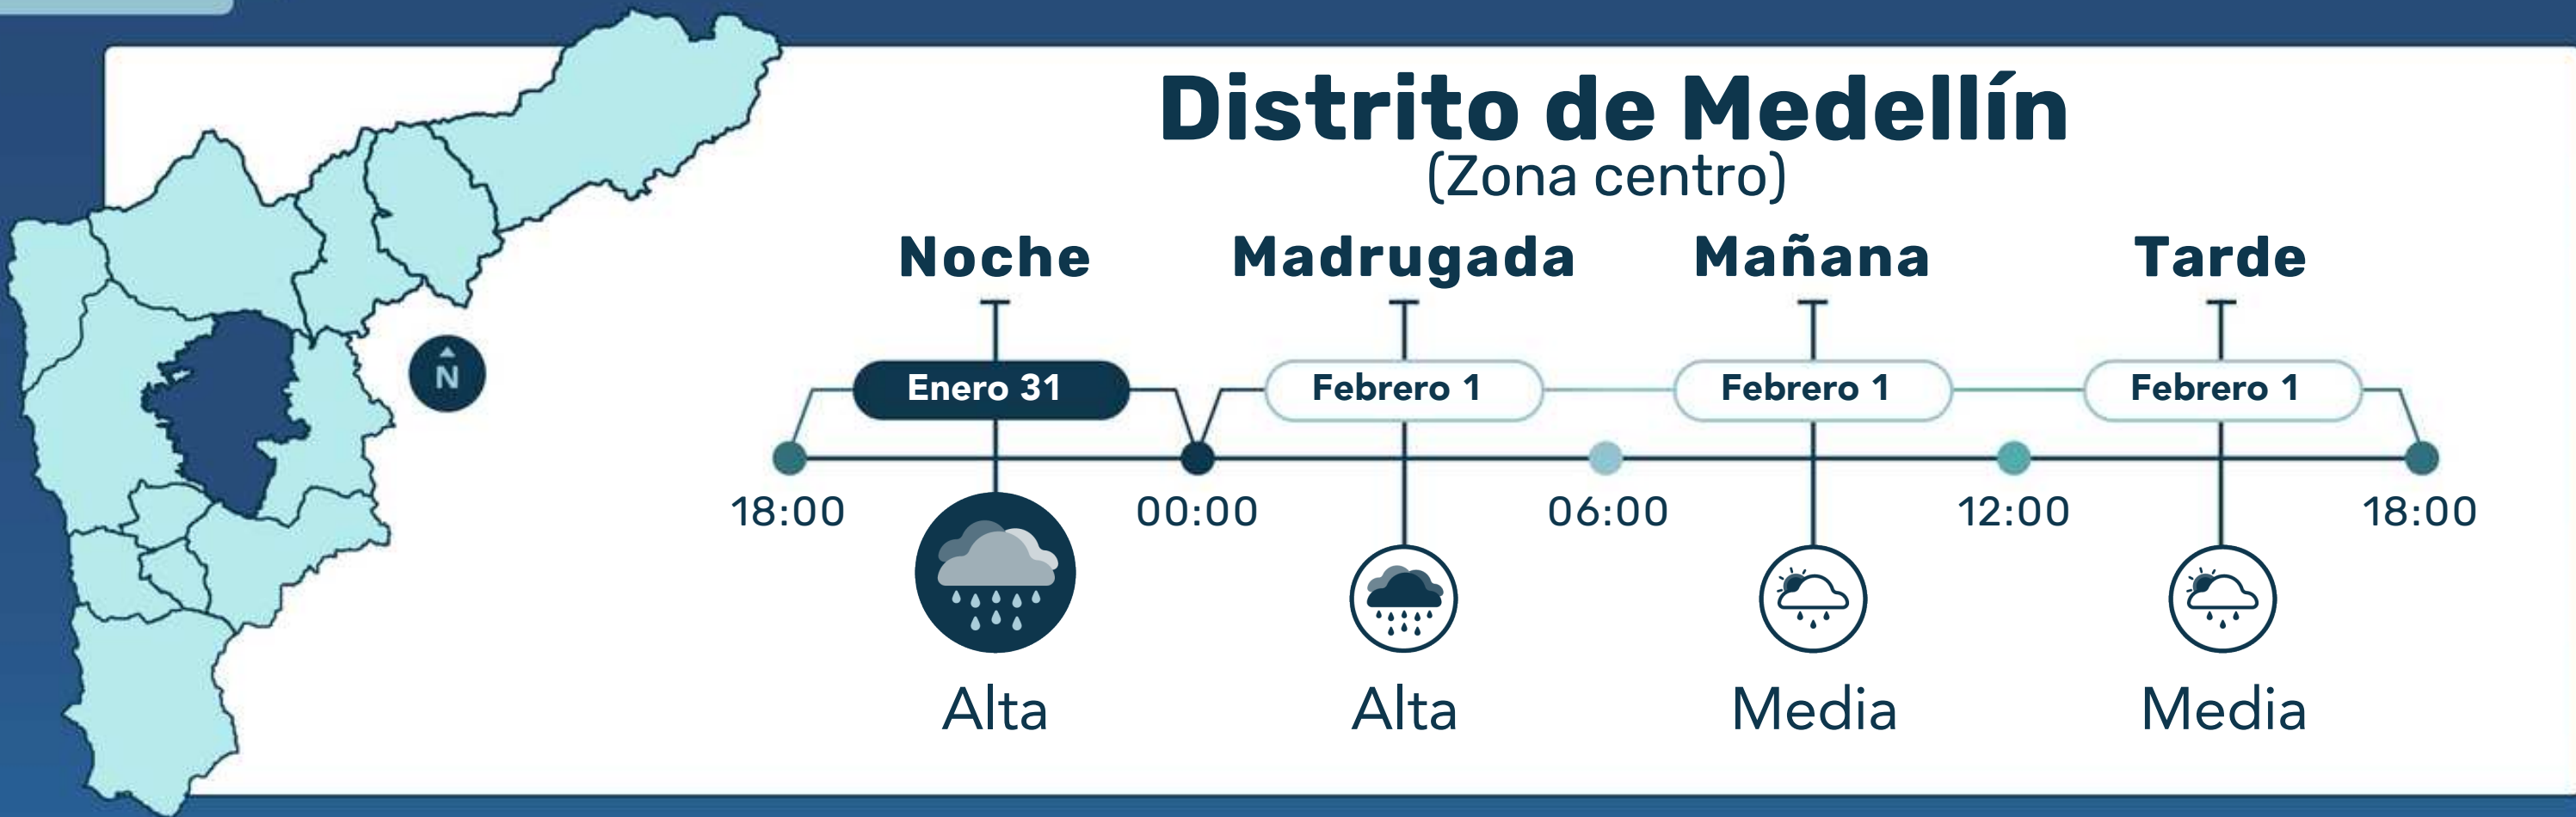 Distrito de Medellín
(Zona centro)
Noche Madrugada Mañana Tarde
Enero 31 Febrero 1 Febrero 1 Febrero 1
N
18:00 00:00 06:00 12:00 18:00
Alta Alta Media Media